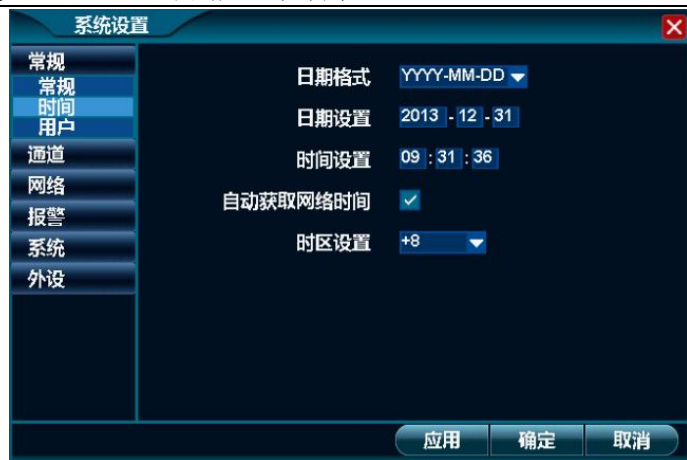 系统设置
常规
常规
时间
用户
通道
网络
报警
系统
外设
日期格式 YYYY-MM-DD
日期设置 2013 - 12 - 31
时间设置 09 : 31 : 36
自动获取网络时间
时区设置 +8
应用 确定 取消